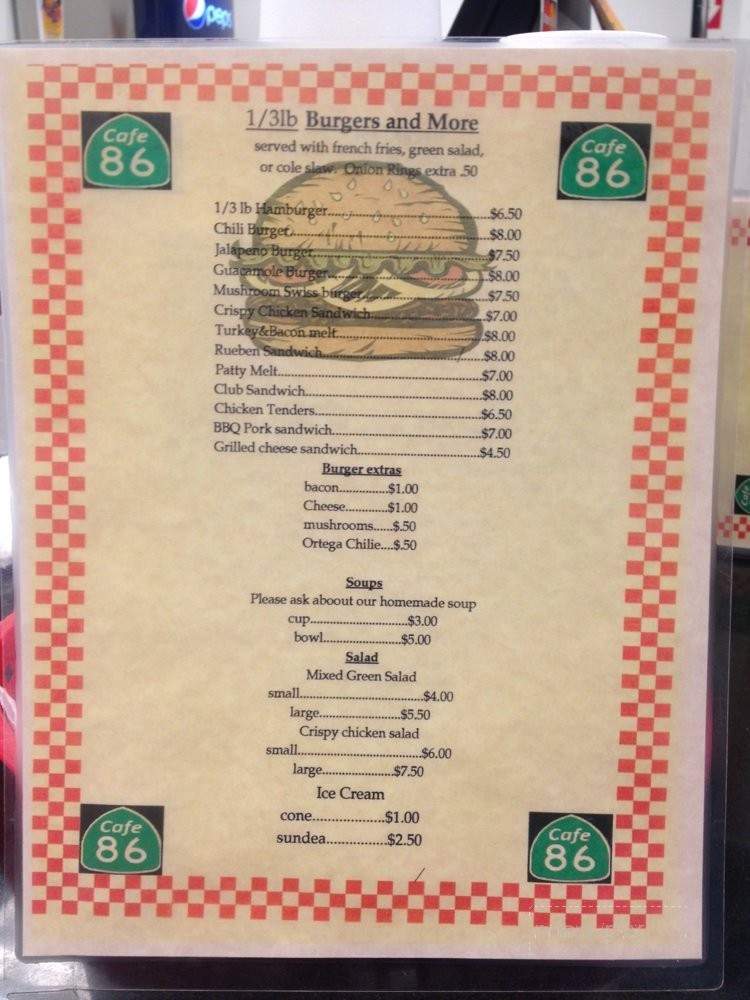 pepsi
Cafe
86
Cafe
86
1/3lb Burgers and More
served with french fries, green salad,
or cole slaw. Onion Rings extra .50
1/3 lb Hamburger.....................................$6.50
Chili Burger................................................$8.00
Jalapeno Burger..........................................$7.50
Guacamole Burger......................................$8.00
Mushroom Swiss burger..............................$7.50
Crispy Chicken Sandwich...........................$7.00
Turkey&Bacon melt...................................$8.00
Rueben Sandwich.......................................$8.00
Patty Melt...................................................$7.00
Club Sandwich...........................................$8.00
Chicken Tenders.........................................$6.50
BBQ Pork sandwich...................................$7.00
Grilled cheese sandwich.............................$4.50
Burger extras
bacon..............$1.00
Cheese............$1.00
mushrooms......$.50
Ortega Chilie....$.50
Soups
Please ask aboout our homemade soup
cup............................$3.00
bowl.......................$5.00
Salad
Mixed Green Salad
small....................................$4.00
large........................$5.50
Crispy chicken salad
small....................................$6.00
large.....................$7.50
Ice Cream
cone..................$1.00
sundea...............$2.50
Cafe
86
Cafe
86